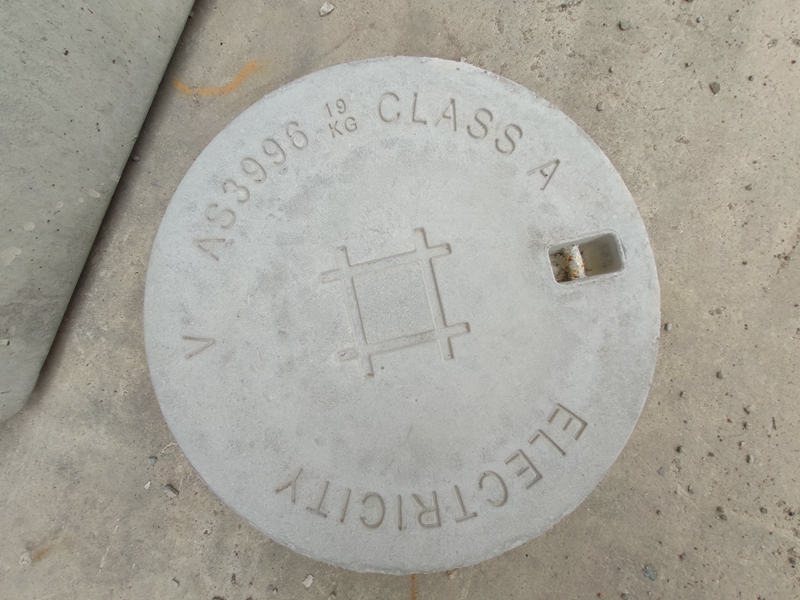 V AS3996 19 KG CLASS A
ELECTRICITY